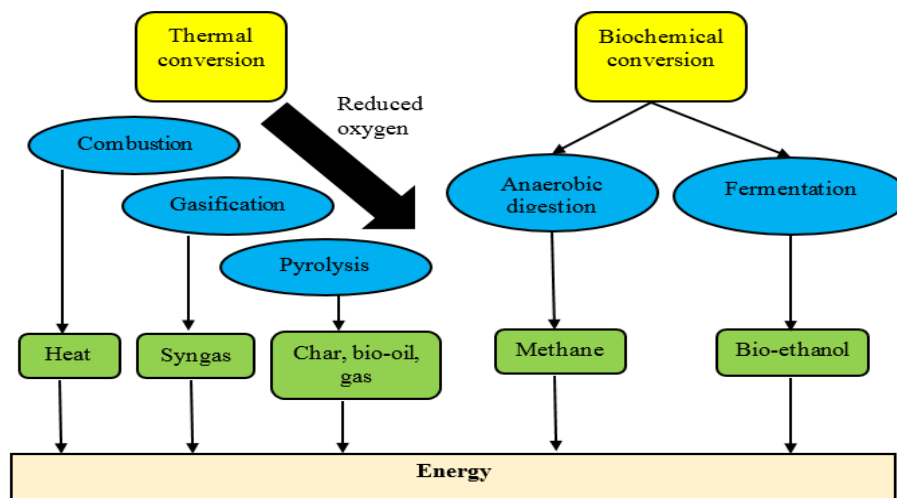 Thermal
conversion
Biochemical
conversion
Reduced
oxygen
Combustion
Gasification
Pyrolysis
Anaerobic
digestion
Fermentation
Heat
Syngas
Char, bio-oil,
gas
Methane
Bio-ethanol
Energy